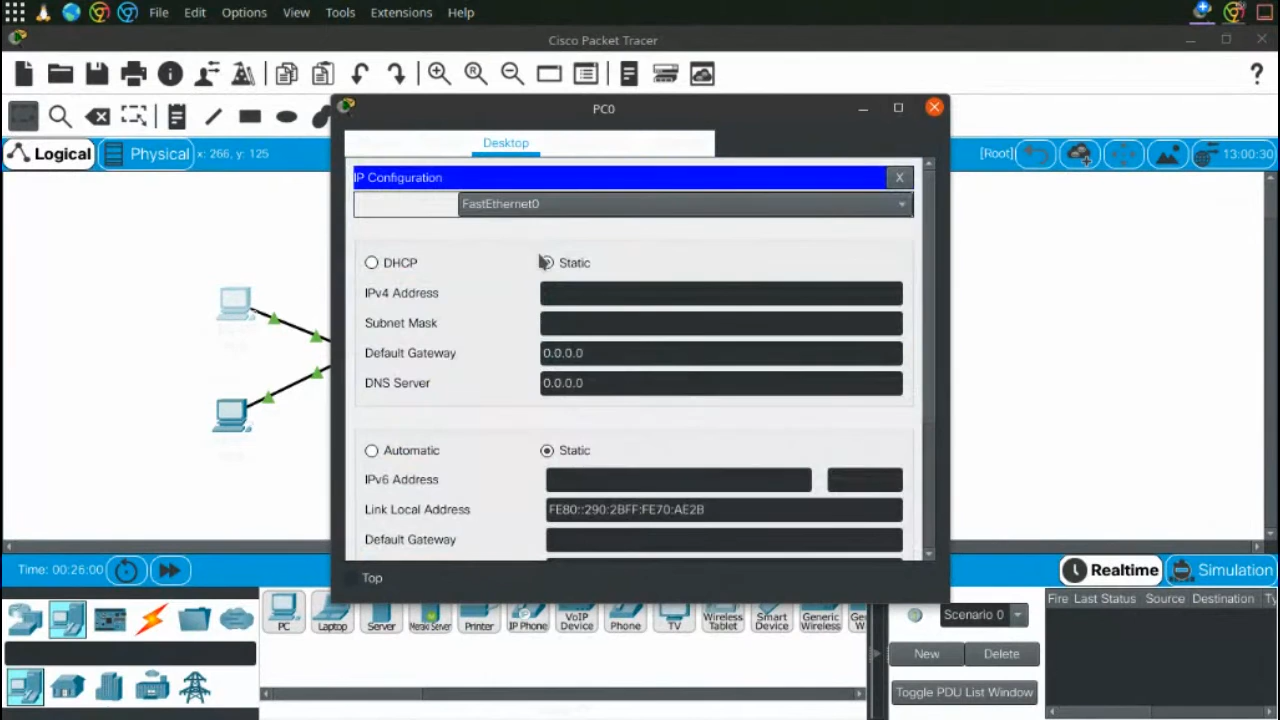 File Edit Options View Tools Extensions Help
Cisco Packet Tracer
?
PC0
Logical Physical x: 266, y: 125 [Root] 13:00:30
Desktop
IP Configuration X
FastEthernet0
DHCP Static
IPv4 Address
Subnet Mask
Default Gateway 0.0.0.0
DNS Server 0.0.0.0
Automatic Static
IPv6 Address
Link Local Address FE80::290:2BFF:FE70:AE2B
Default Gateway
Top
Time: 00:26:00 Realtime Simulation
PC Laptop Server Meraki Server Printer IP Phone VoIP Device Phone TV Wireless Tablet Smart Device Generic Wireless
Scenario 0
Fire Last Status Source Destination Ty
New Delete
Toggle PDU List Window